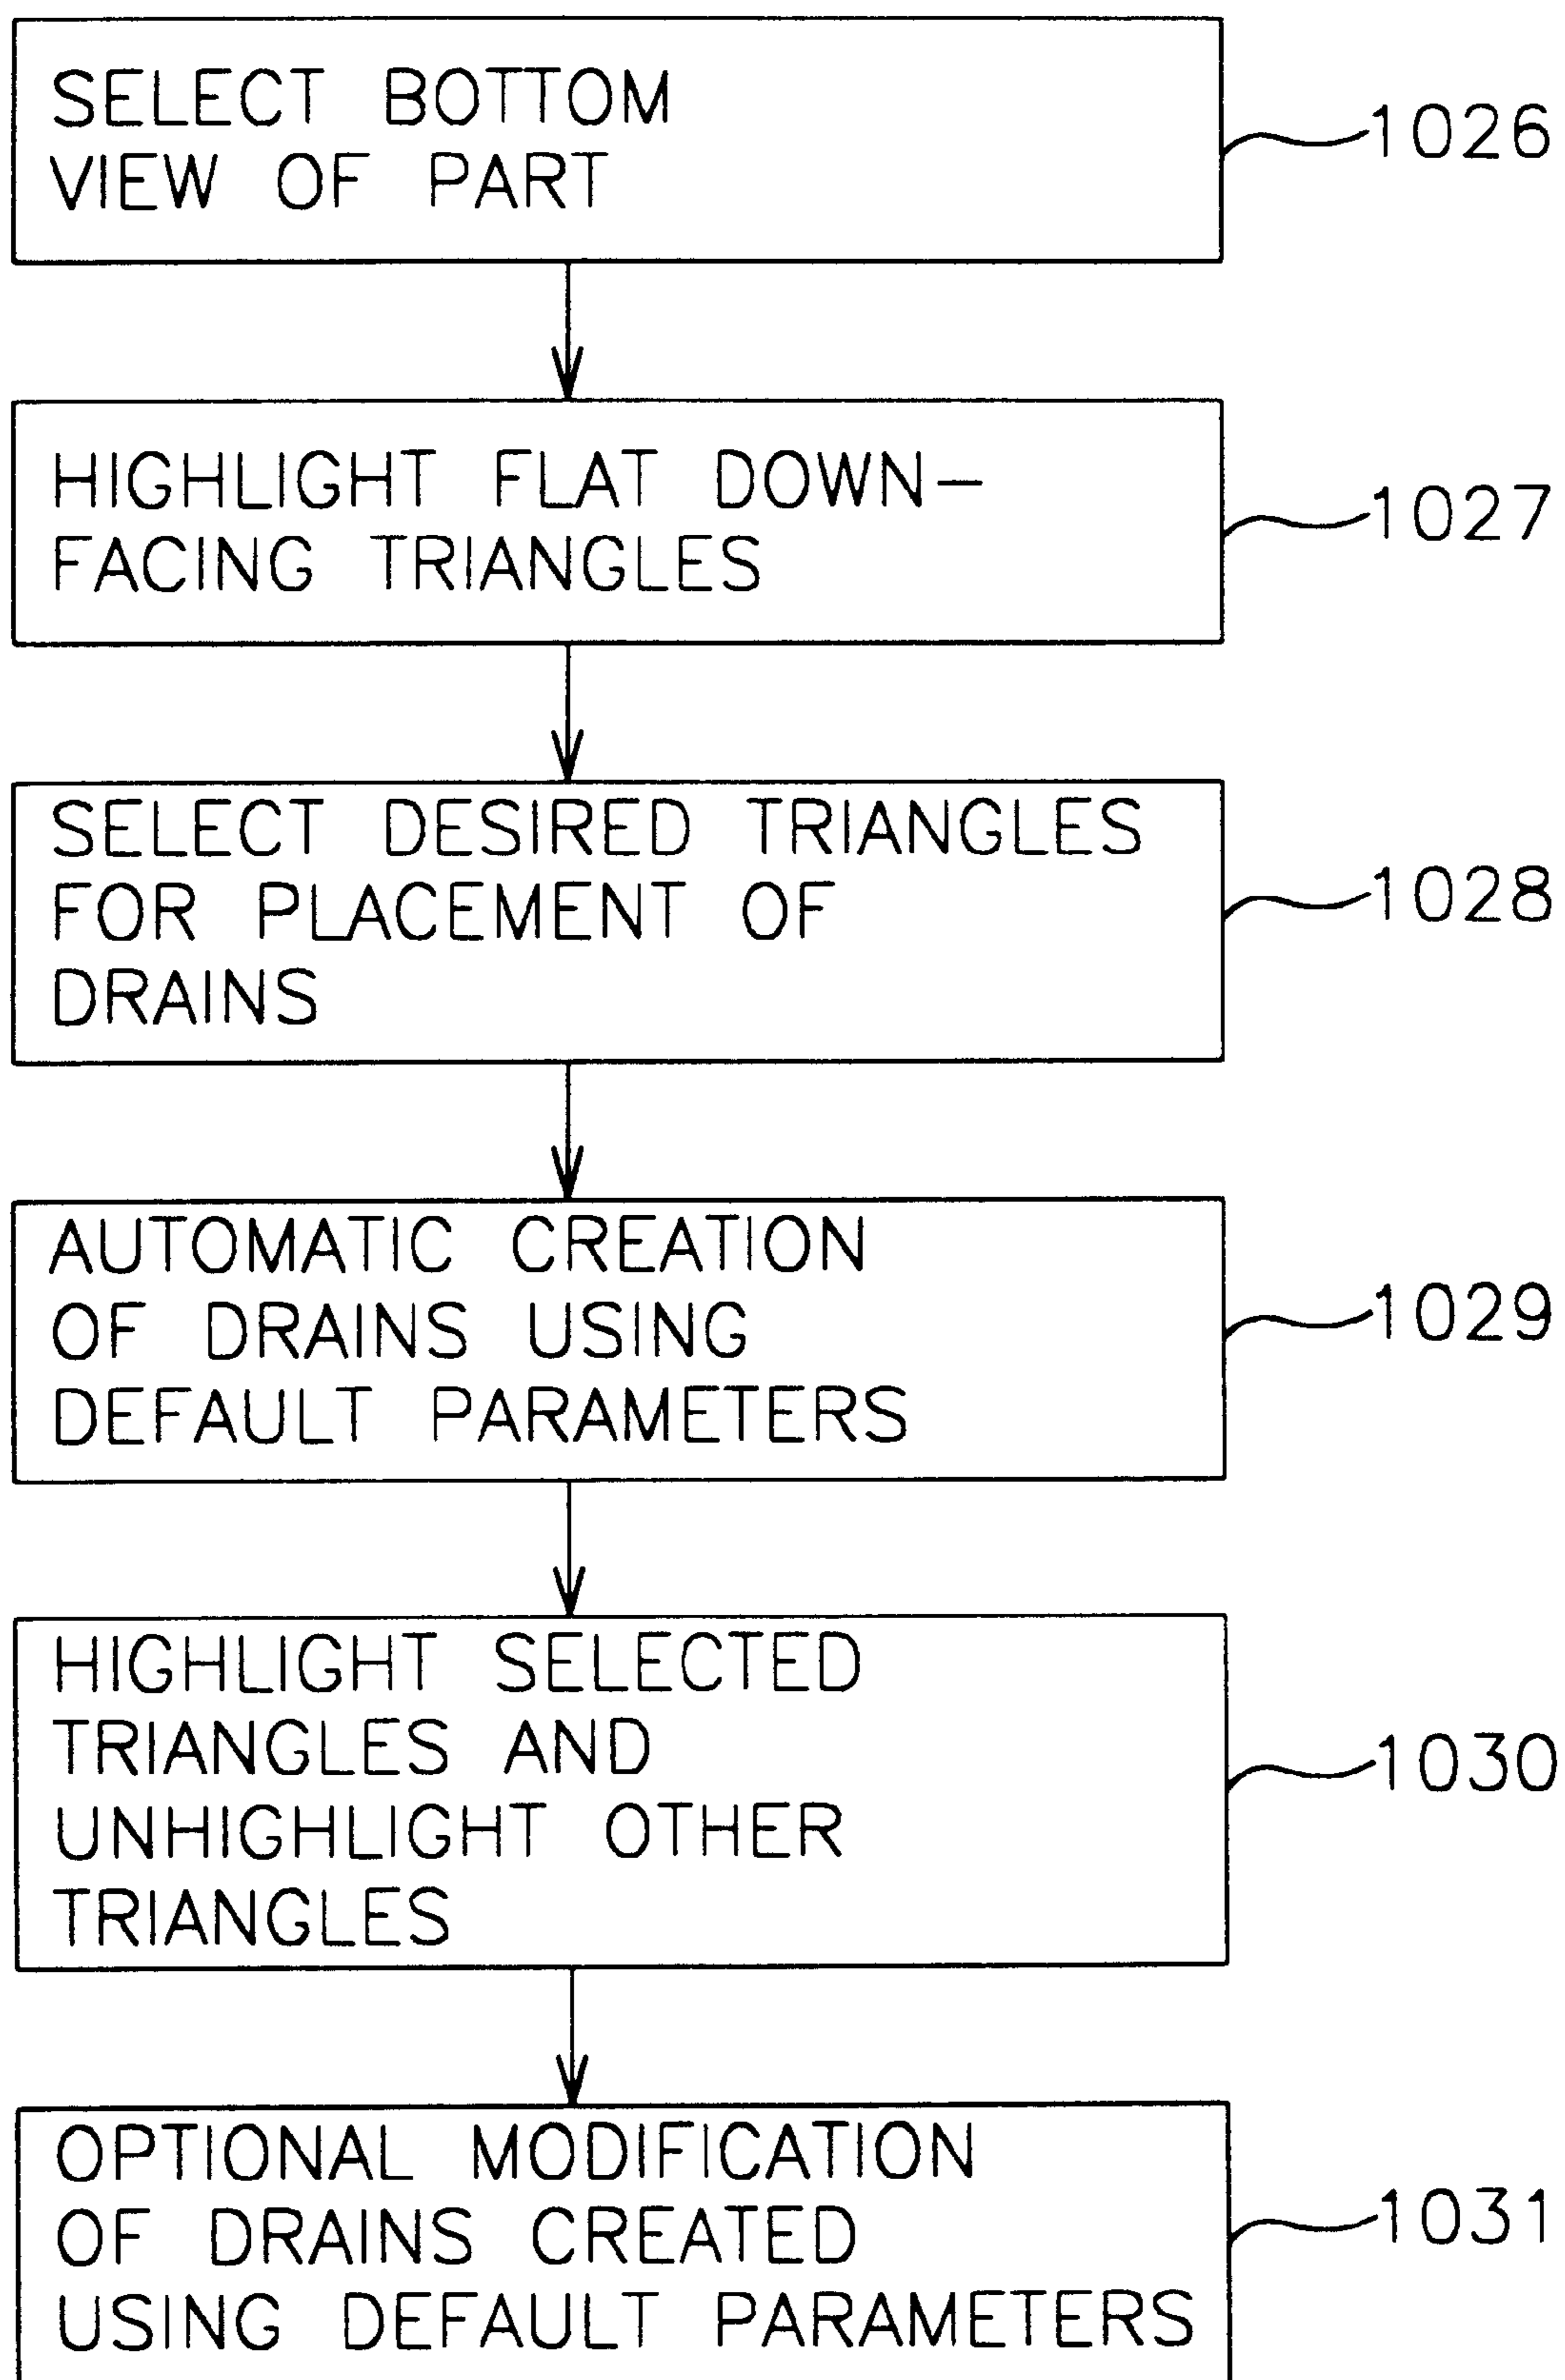 SELECT BOTTOM
VIEW OF PART
1026
HIGHLIGHT FLAT DOWN-
FACING TRIANGLES
1027
SELECT DESIRED TRIANGLES
FOR PLACEMENT OF
DRAINS
1028
AUTOMATIC CREATION
OF DRAINS USING
DEFAULT PARAMETERS
1029
HIGHLIGHT SELECTED
TRIANGLES AND
UNHIGHLIGHT OTHER
TRIANGLES
1030
OPTIONAL MODIFICATION
OF DRAINS CREATED
USING DEFAULT PARAMETERS
1031